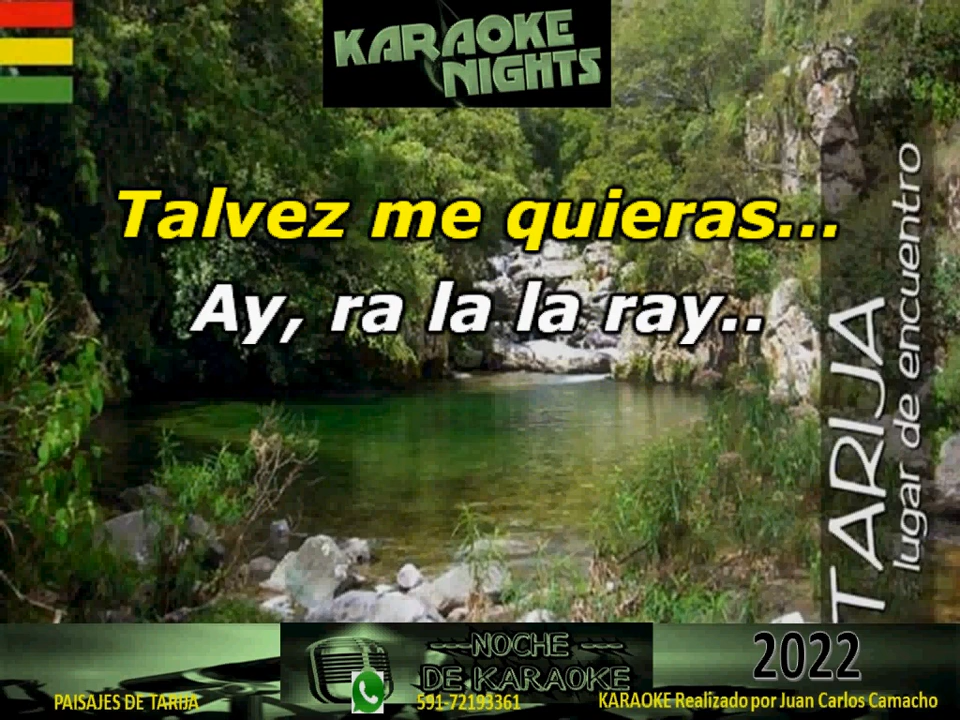 KARAOKE
NIGHTS
Talvez me quieras...
Ay, ra la la ray..
TARIJA
lugar de encuentro
NOCHE
DE KARAOKE
2022
PAISAJES DE TARIJA
591-72193361
KARAOKE Realizado por Juan Carlos Camacho